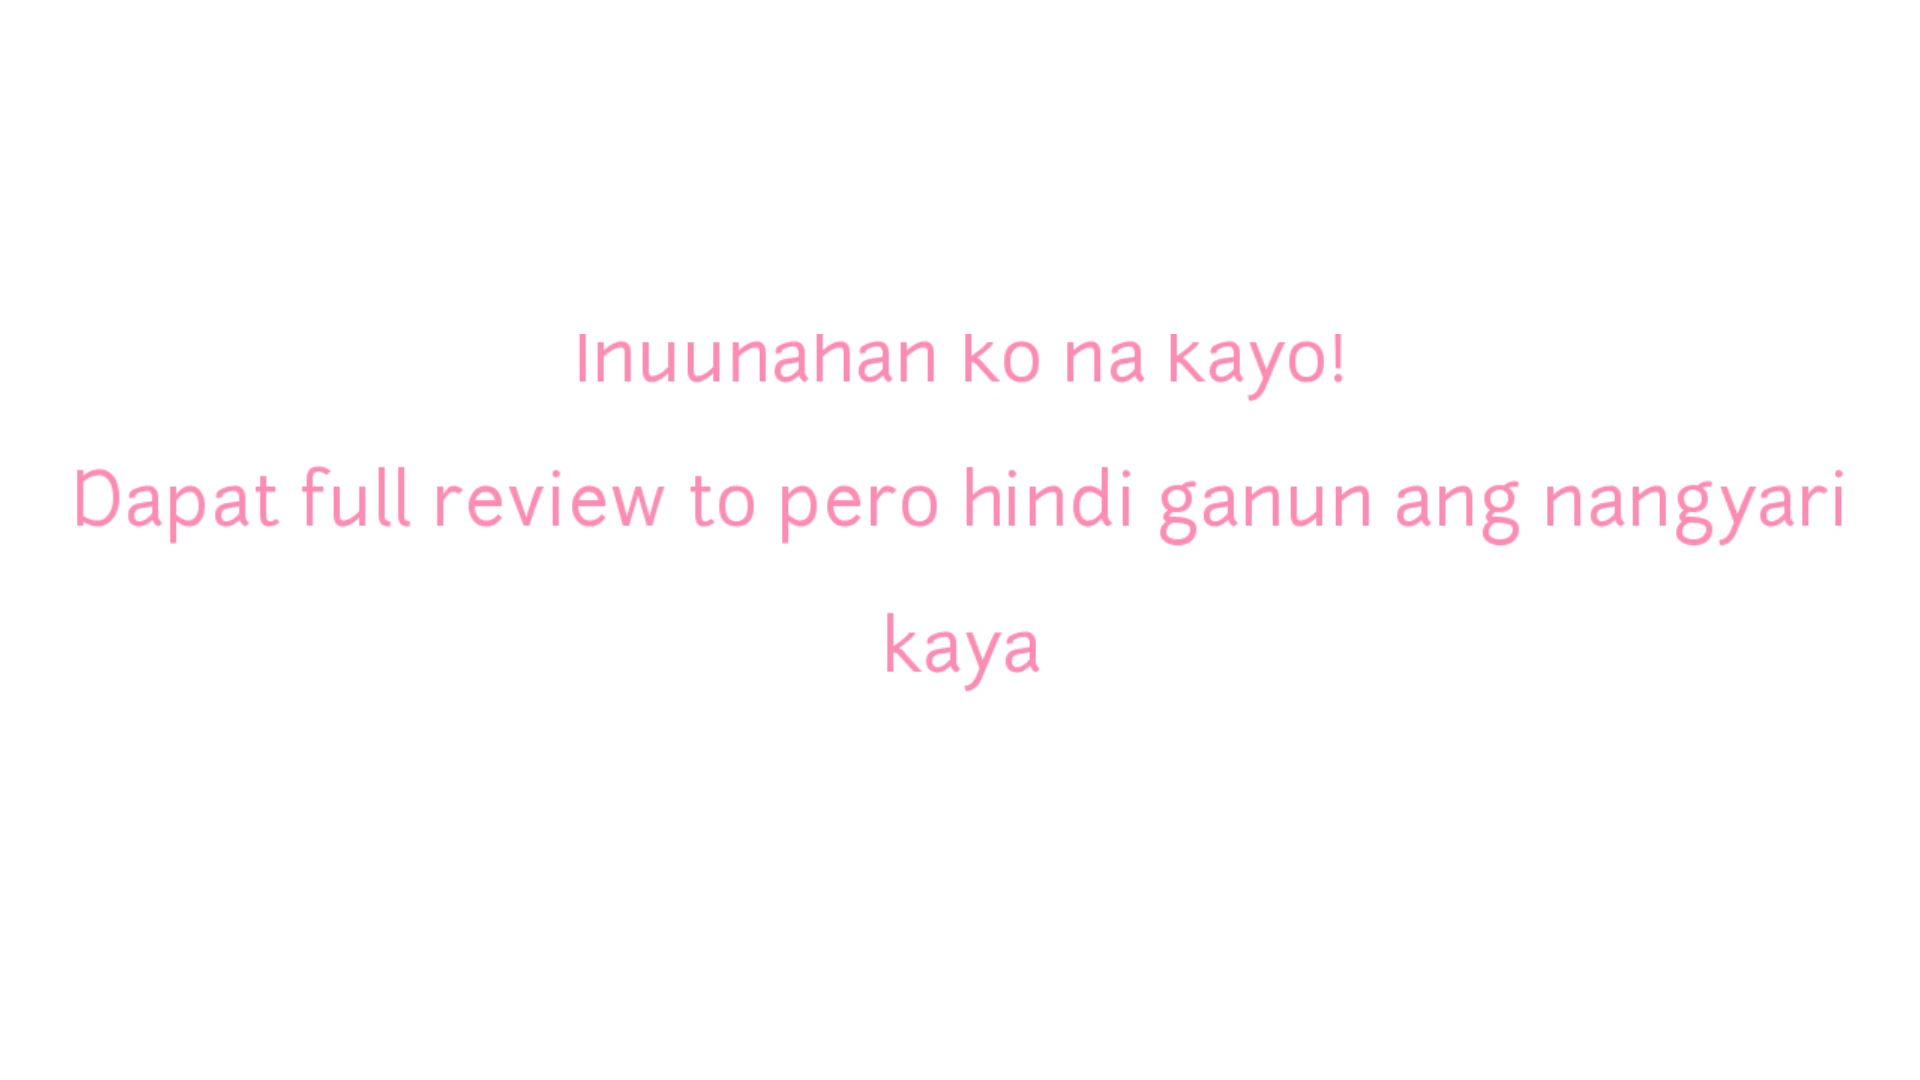 Inuunahan ko na kayo!
Dapat full review to pero hindi ganun ang nangyari
kaya